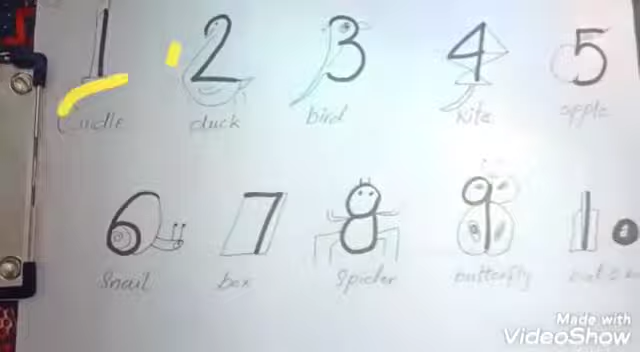 1 2 3 4 5
Candle duck bird kite apple
6 7 8 9 10
Snail box Spider butterfly
Made with
VideoShow